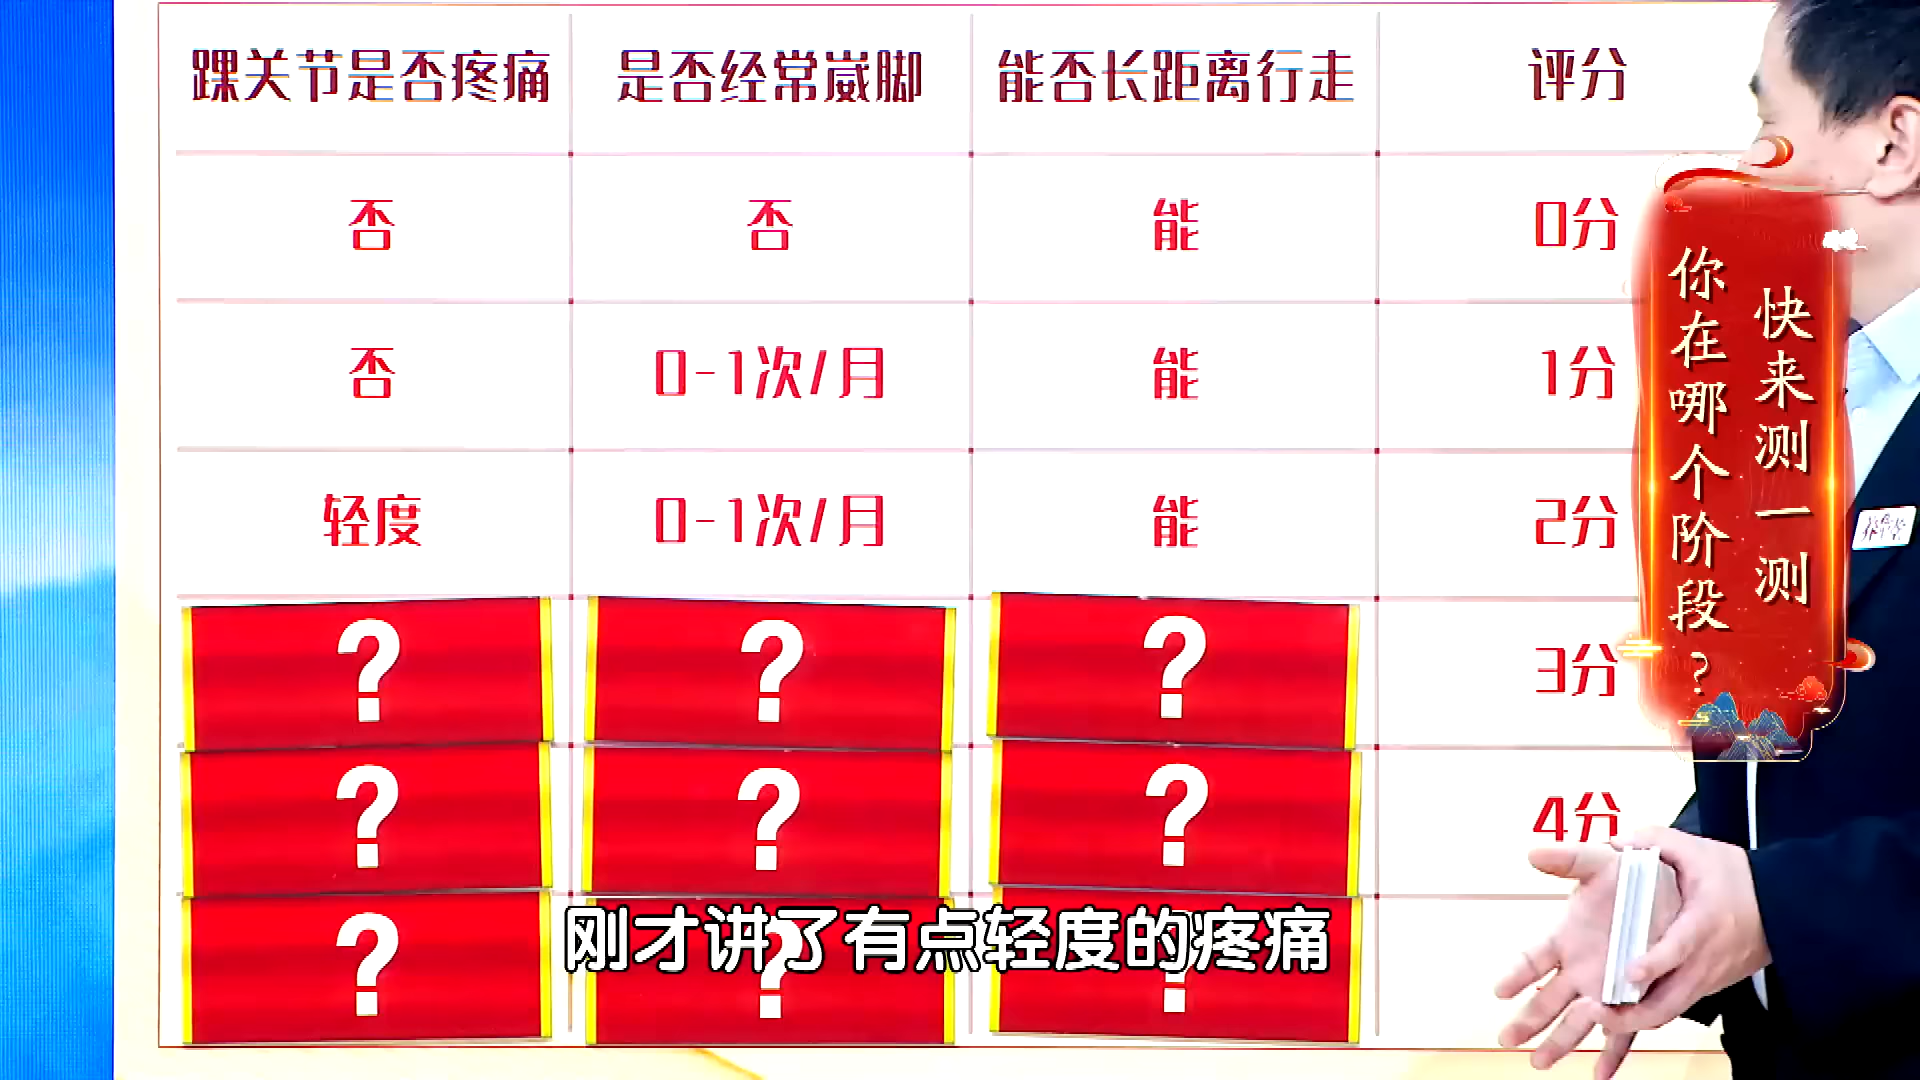 踝关节是否疼痛 是否经常崴脚 能否长距离行走 评分
否 否 能 0分
否 0-1次/月 能 1分
轻度 0-1次/月 能 2分
? ? ? 3分
? ? ? 4分
? ? ?
快来测一测
你在哪个阶段?
刚才讲了有点轻度的疼痛